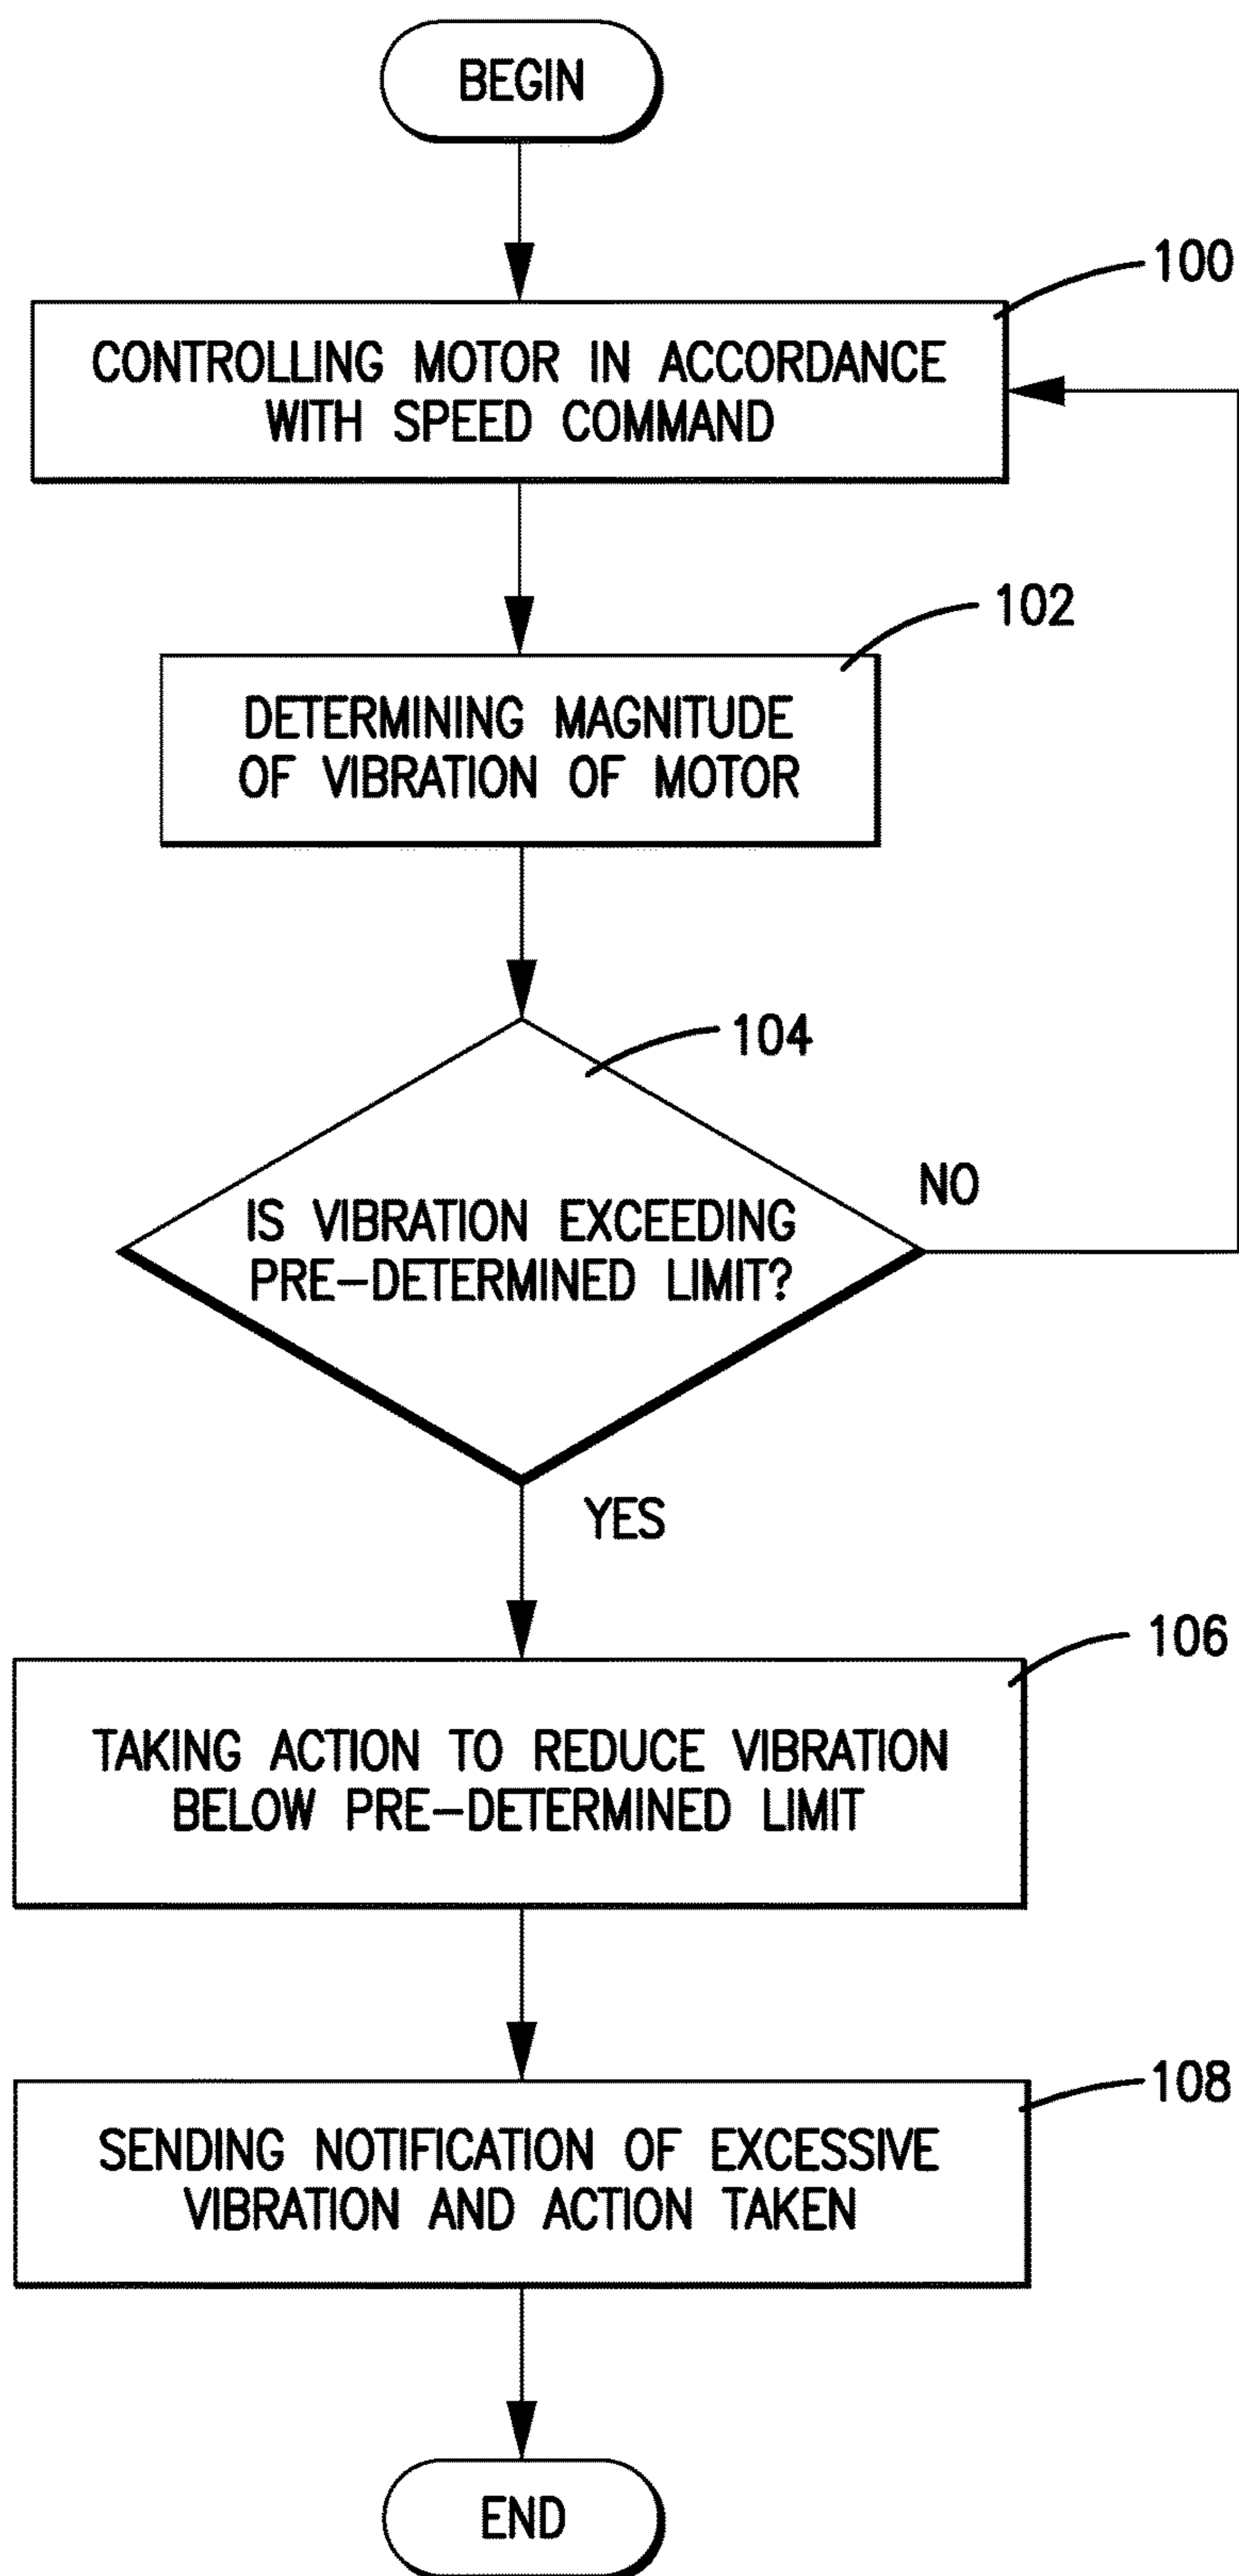 BEGIN
100
CONTROLLING MOTOR IN ACCORDANCE
WITH SPEED COMMAND
102
DETERMINING MAGNITUDE
OF VIBRATION OF MOTOR
104
IS VIBRATION EXCEEDING
PRE-DETERMINED LIMIT?
NO
YES
106
TAKING ACTION TO REDUCE VIBRATION
BELOW PRE-DETERMINED LIMIT
108
SENDING NOTIFICATION OF EXCESSIVE
VIBRATION AND ACTION TAKEN
END